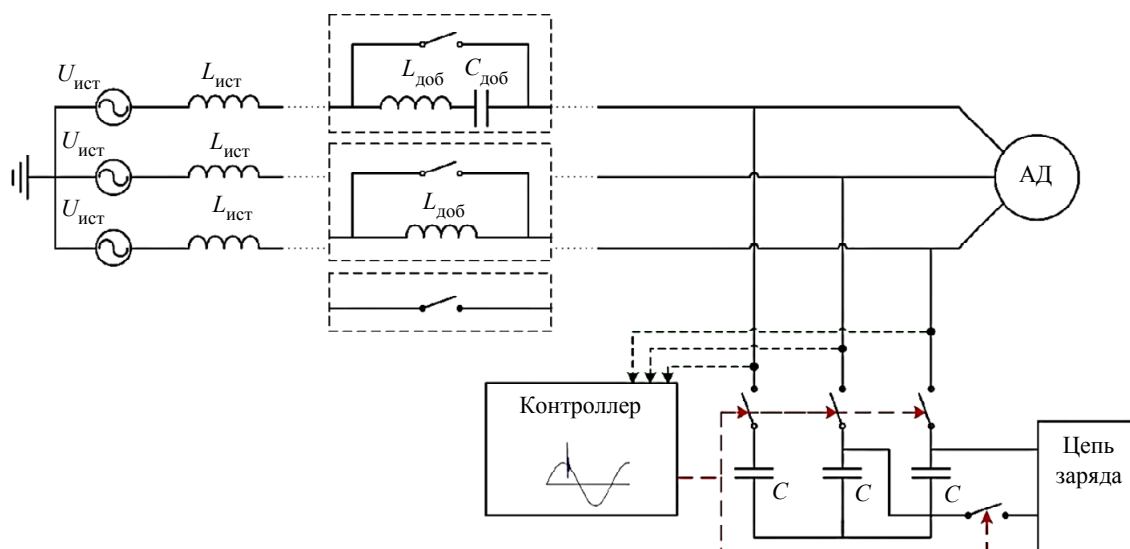 U_ист
L_ист
L_доб
C_доб
U_ист
L_ист
L_доб
АД
U_ист
L_ист
Контроллер
C
C
C
Цепь
заряда